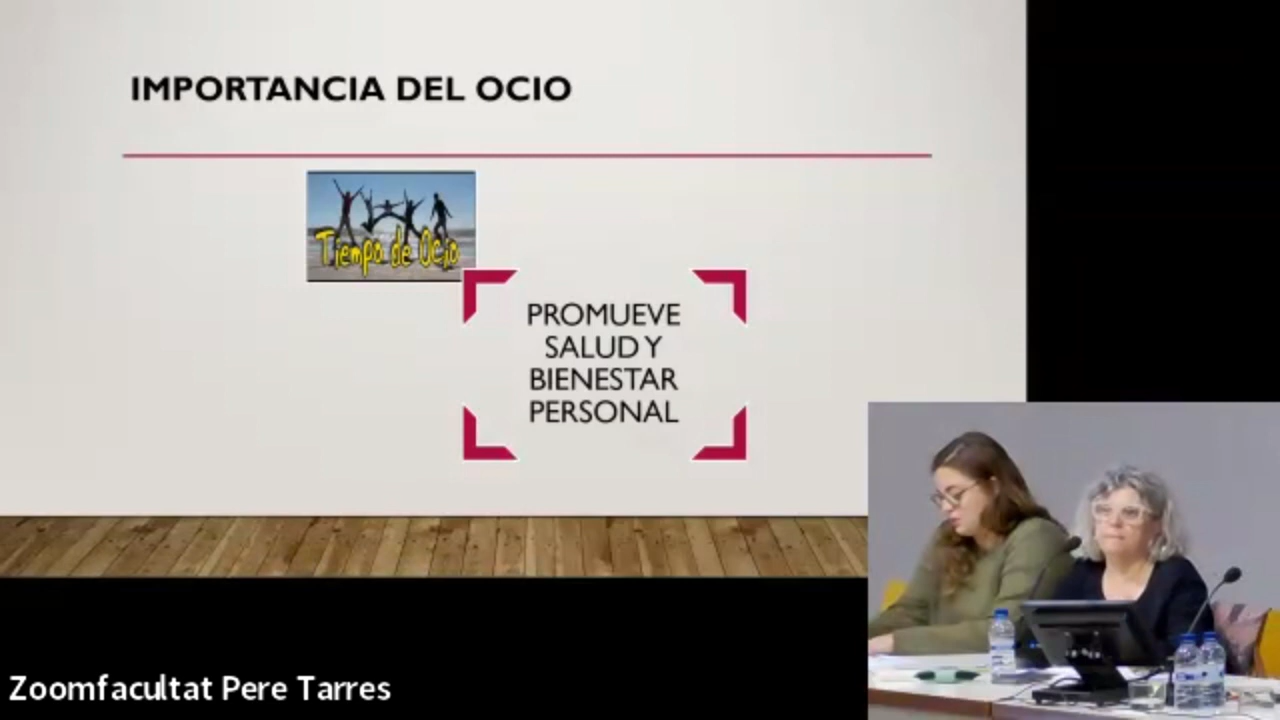 IMPORTANCIA DEL OCIO
Tiempo de Ocio
PROMUEVE
SALUD Y
BIENESTAR
PERSONAL
Zoomfacultat Pere Tarres